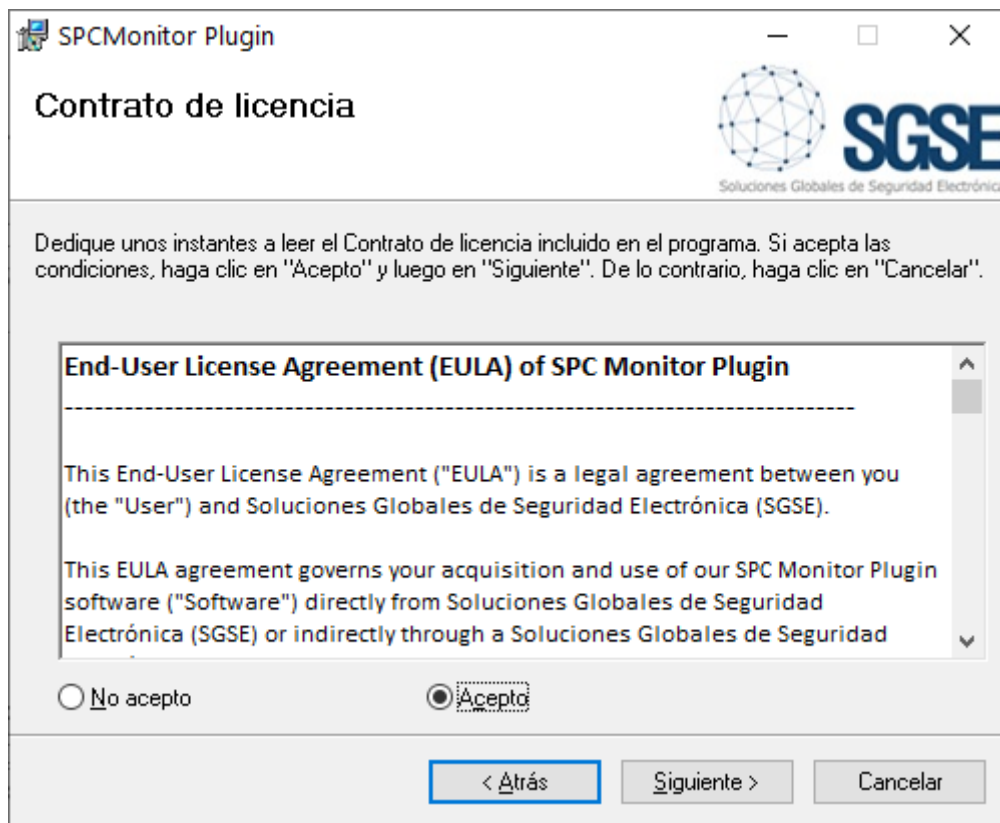 SPCMonitor Plugin
Contrato de licencia
SGSE
Soluciones Globales de Seguridad Electrónica
Dedique unos instantes a leer el Contrato de licencia incluido en el programa. Si acepta las
condiciones, haga clic en "Acepto" y luego en "Siguiente". De lo contrario, haga clic en "Cancelar".
End-User License Agreement (EULA) of SPC Monitor Plugin
-------------------------------------------------------------------------------
This End-User License Agreement ("EULA") is a legal agreement between you
(the "User") and Soluciones Globales de Seguridad Electrónica (SGSE).
This EULA agreement governs your acquisition and use of our SPC Monitor Plugin
software ("Software") directly from Soluciones Globales de Seguridad
Electrónica (SGSE) or indirectly through a Soluciones Globales de Seguridad
No acepto
Acepto
< Atrás
Siguiente >
Cancelar